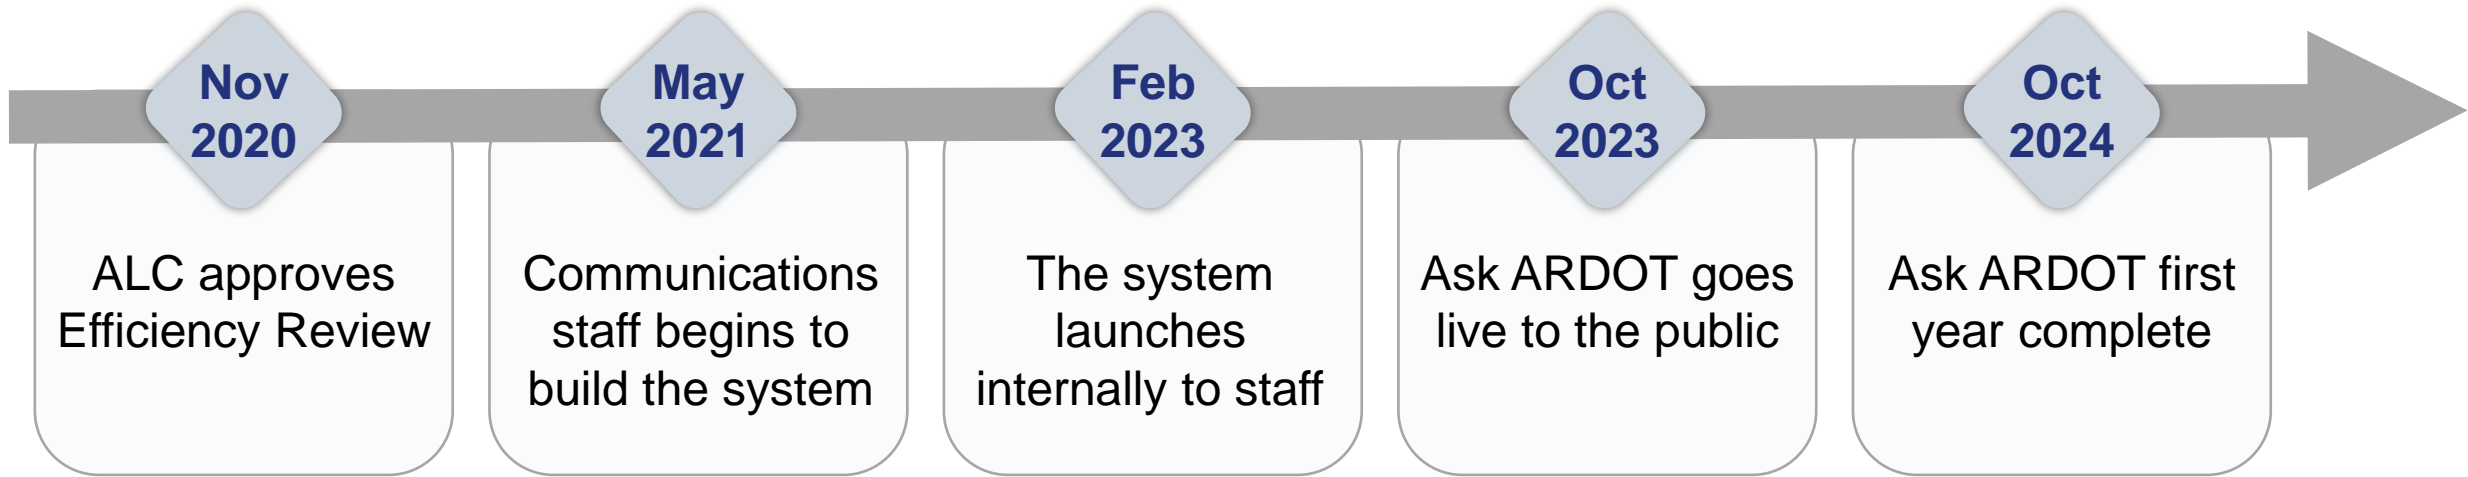 Nov
2020
ALC approves
Efficiency Review
May
2021
Communications
staff begins to
build the system
Feb
2023
The system
launches
internally to staff
Oct
2023
Ask ARDOT goes
live to the public
Oct
2024
Ask ARDOT first
year complete